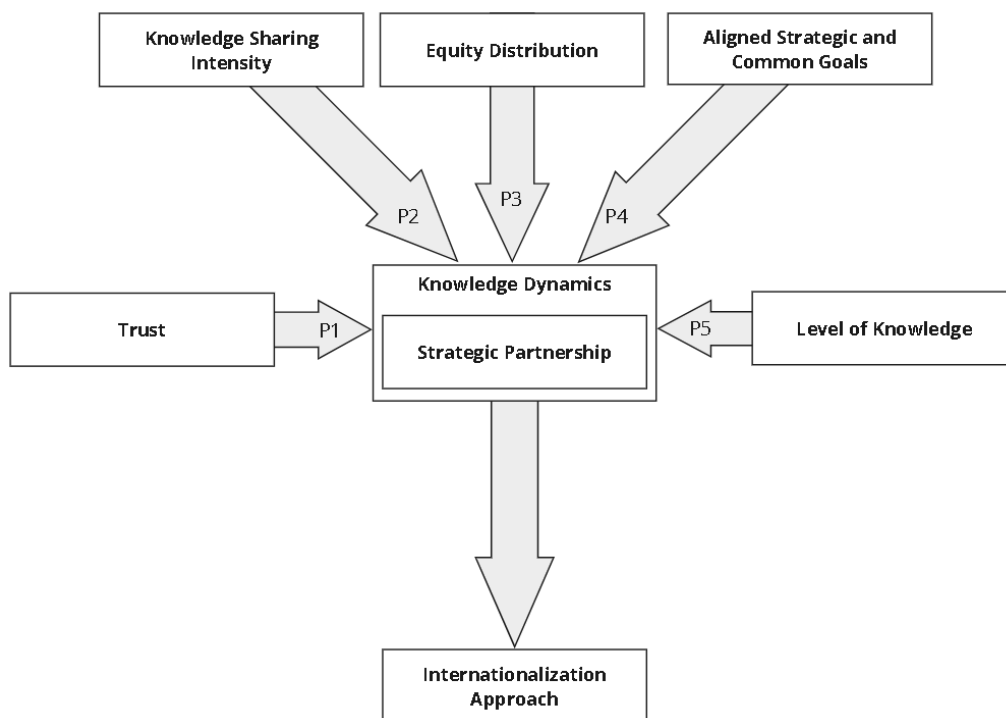 Knowledge Sharing
Intensity
Equity Distribution
Aligned Strategic and
Common Goals
P2
P3
P4
Knowledge Dynamics
Trust
P1
Strategic Partnership
P5
Level of Knowledge
Internationalization
Approach